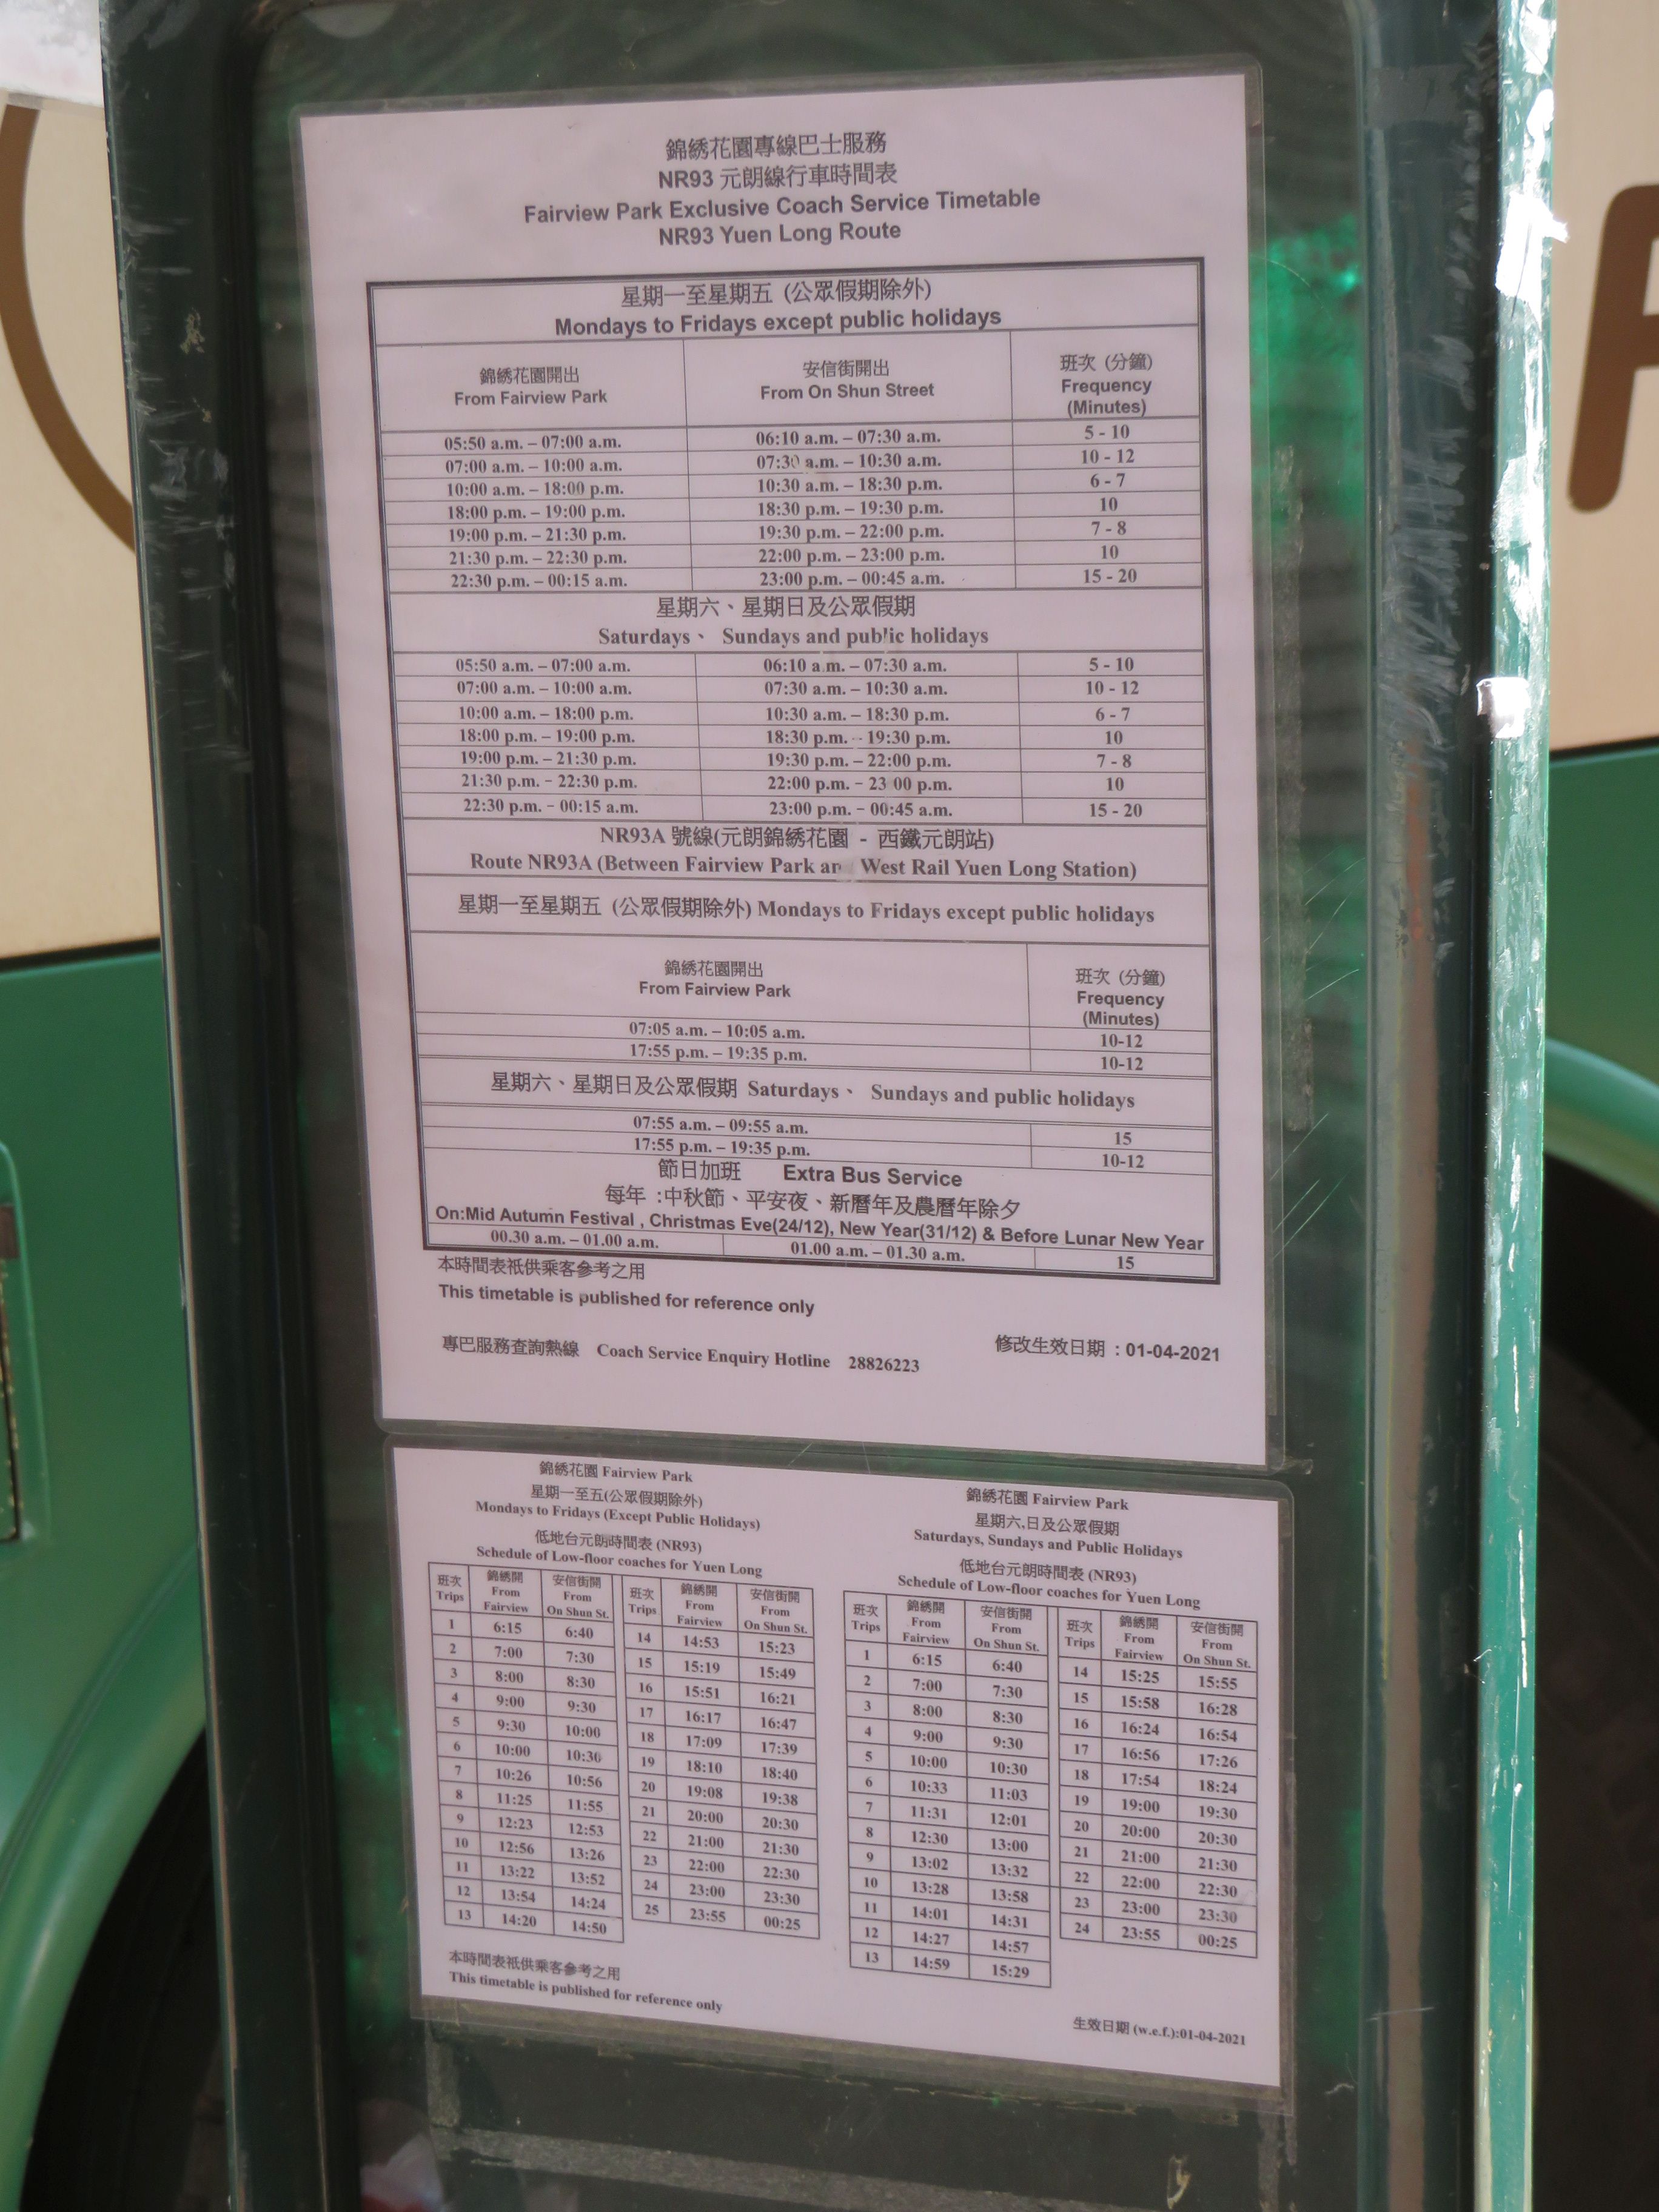 錦綉花園專線巴士服務
NR93 元朗線行車時間表
Fairview Park Exclusive Coach Service Timetable
NR93 Yuen Long Route
星期一至星期五 (公眾假期除外)
Mondays to Fridays except public holidays
錦綉花園開出 安信街開出 班次 (分鐘)
From Fairview Park From On Shun Street Frequency
(Minutes)
05:50 a.m. – 07:00 a.m. 06:10 a.m. – 07:30 a.m. 5 - 10
07:00 a.m. – 10:00 a.m. 07:30 a.m. – 10:30 a.m. 10 - 12
10:00 a.m. – 18:00 p.m. 10:30 a.m. – 18:30 p.m. 6 - 7
18:00 p.m. – 19:00 p.m. 18:30 p.m. – 19:30 p.m. 10
19:00 p.m. – 21:30 p.m. 19:30 p.m. – 22:00 p.m. 7 - 8
21:30 p.m. – 22:30 p.m. 22:00 p.m. – 23:00 p.m. 10
22:30 p.m. – 00:15 a.m. 23:00 p.m. – 00:45 a.m. 15 - 20
星期六、星期日及公眾假期
Saturdays、 Sundays and public holidays
05:50 a.m. – 07:00 a.m. 06:10 a.m. – 07:30 a.m. 5 - 10
07:00 a.m. – 10:00 a.m. 07:30 a.m. – 10:30 a.m. 10 - 12
10:00 a.m. – 18:00 p.m. 10:30 a.m. – 18:30 p.m. 6 - 7
18:00 p.m. – 19:00 p.m. 18:30 p.m. – 19:30 p.m. 10
19:00 p.m. – 21:30 p.m. 19:30 p.m. – 22:00 p.m. 7 - 8
21:30 p.m. – 22:30 p.m. 22:00 p.m. – 23:00 p.m. 10
22:30 p.m. – 00:15 a.m. 23:00 p.m. – 00:45 a.m. 15 - 20
NR93A 號線(元朗錦綉花園 - 西鐵元朗站)
Route NR93A (Between Fairview Park and West Rail Yuen Long Station)
星期一至星期五 (公眾假期除外) Mondays to Fridays except public holidays
錦綉花園開出 班次 (分鐘)
From Fairview Park Frequency
(Minutes)
07:05 a.m. – 10:05 a.m. 10-12
17:55 p.m. – 19:35 p.m. 10-12
星期六、星期日及公眾假期 Saturdays、 Sundays and public holidays
07:55 a.m. – 09:55 a.m. 15
17:55 p.m. – 19:35 p.m. 10-12
節日加班 Extra Bus Service
每年 :中秋節、平安夜、新曆年及農曆年除夕
On:Mid Autumn Festival , Christmas Eve(24/12), New Year(31/12) & Before Lunar New Year
00.30 a.m. – 01.00 a.m. 01.00 a.m. – 01.30 a.m. 15
本時間表衹供乘客參考之用
This timetable is published for reference only
專巴服務查詢熱線 Coach Service Enquiry Hotline 28826223
修改生效日期 : 01-04-2021
錦綉花園 Fairview Park
星期一至五(公眾假期除外)
Mondays to Fridays (Except Public Holidays)
低地台元朗時間表 (NR93)
Schedule of Low-floor coaches for Yuen Long
班次 錦綉開 安信街開 班次 錦綉開 安信街開
Trips From From Trips From From
Fairview On Shun St. Fairview On Shun St.
1 6:15 6:40 14 14:53 15:23
2 7:00 7:30 15 15:19 15:49
3 8:00 8:30 16 15:51 16:21
4 9:00 9:30 17 16:17 16:47
5 9:30 10:00 18 17:09 17:39
6 10:00 10:30 19 18:10 18:40
7 10:26 10:56 20 19:08 19:38
8 11:25 11:55 21 20:00 20:30
9 12:23 12:53 22 21:00 21:30
10 12:56 13:26 23 22:00 22:30
11 13:22 13:52 24 23:00 23:30
12 13:54 14:24 25 23:55 00:25
13 14:20 14:50
本時間表衹供乘客參考之用
This timetable is published for reference only
錦綉花園 Fairview Park
星期六,日及公眾假期
Saturdays, Sundays and Public Holidays
低地台元朗時間表 (NR93)
Schedule of Low-floor coaches for Yuen Long
班次 錦綉開 安信街開 班次 錦綉開 安信街開
Trips From From Trips From From
Fairview On Shun St. Fairview On Shun St.
1 6:15 6:40 14 15:25 15:55
2 7:00 7:30 15 15:58 16:28
3 8:00 8:30 16 16:24 16:54
4 9:00 9:30 17 16:56 17:26
5 10:00 10:30 18 17:54 18:24
6 10:33 11:03 19 19:00 19:30
7 11:31 12:01 20 20:00 20:30
8 12:30 13:00 21 21:00 21:30
9 13:02 13:32 22 22:00 22:30
10 13:28 13:58 23 23:00 23:30
11 14:01 14:31 24 23:55 00:25
12 14:27 14:57
13 14:59 15:29
生效日期 (w.e.f.):01-04-2021